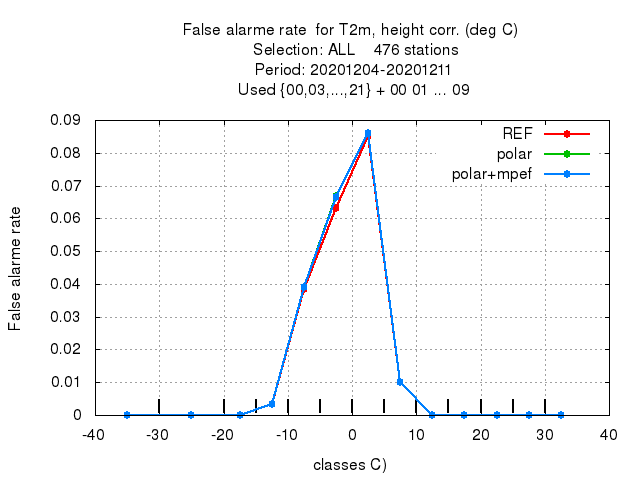 False alarme rate  for T2m, height corr. (deg C)
Selection: ALL    476 stations
Period: 20201204-20201211
Used {00,03,...,21} + 00 01 ... 09
REF
polar
polar+mpef
False alarme rate
0.09
0.08
0.07
0.06
0.05
0.04
0.03
0.02
0.01
0
-40 -30 -20 -10 0 10 20 30 40
classes C)